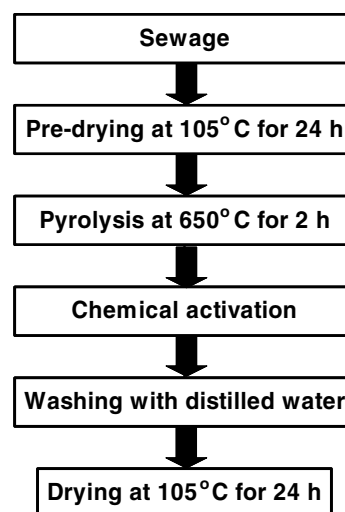 Sewage
Pre-drying at 105°C for 24 h
Pyrolysis at 650°C for 2 h
Chemical activation
Washing with distilled water
Drying at 105°C for 24 h